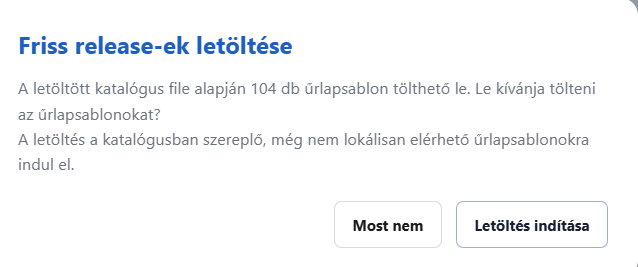 Friss release-ek letöltése
A letöltött katalógus file alapján 104 db űrlapsablon tölthető le. Le kívánja tölteni
az űrlapsablonokat?
A letöltés a katalógusban szereplő, még nem lokálisan elérhető űrlapsablonokra
indul el.
Most nem
Letöltés indítása